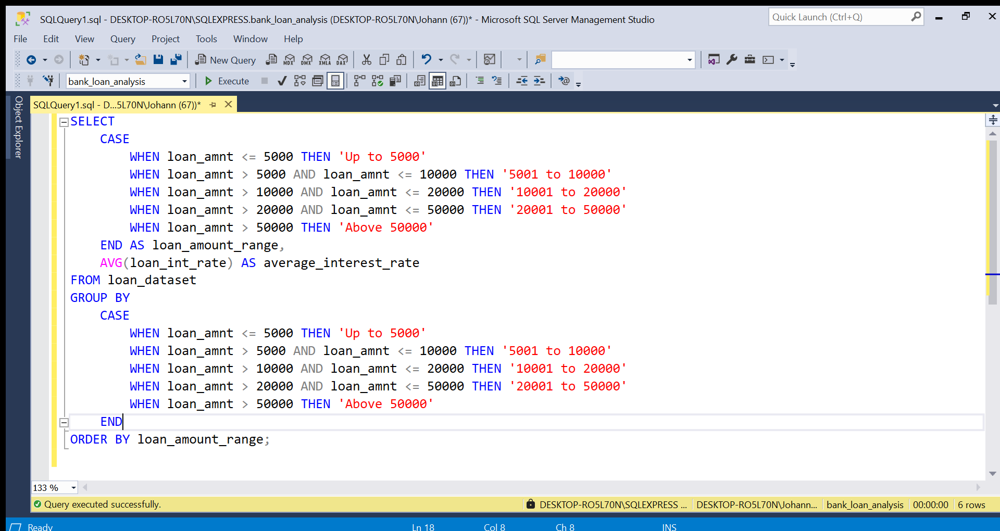 SQLQuery1.sql - DESKTOP-RO5L70N\SQLEXPRESS.bank_loan_analysis (DESKTOP-RO5L70N\Johann (67))* - Microsoft SQL Server Management Studio
Quick Launch (Ctrl+Q)
File Edit View Query Project Tools Window Help
New Query MDX DMX XMLA DAX
bank_loan_analysis Execute
Object Explorer
SQLQuery1.sql - D...5L70N\Johann (67))*
SELECT
CASE
WHEN loan_amnt <= 5000 THEN 'Up to 5000'
WHEN loan_amnt > 5000 AND loan_amnt <= 10000 THEN '5001 to 10000'
WHEN loan_amnt > 10000 AND loan_amnt <= 20000 THEN '10001 to 20000'
WHEN loan_amnt > 20000 AND loan_amnt <= 50000 THEN '20001 to 50000'
WHEN loan_amnt > 50000 THEN 'Above 50000'
END AS loan_amount_range,
AVG(loan_int_rate) AS average_interest_rate
FROM loan_dataset
GROUP BY
CASE
WHEN loan_amnt <= 5000 THEN 'Up to 5000'
WHEN loan_amnt > 5000 AND loan_amnt <= 10000 THEN '5001 to 10000'
WHEN loan_amnt > 10000 AND loan_amnt <= 20000 THEN '10001 to 20000'
WHEN loan_amnt > 20000 AND loan_amnt <= 50000 THEN '20001 to 50000'
WHEN loan_amnt > 50000 THEN 'Above 50000'
END
ORDER BY loan_amount_range;
133 %
Query executed successfully. DESKTOP-RO5L70N\SQLEXPRESS ... DESKTOP-RO5L70N\Johann... bank_loan_analysis 00:00:00 6 rows
Ready Ln 18 Col 8 Ch 8 INS